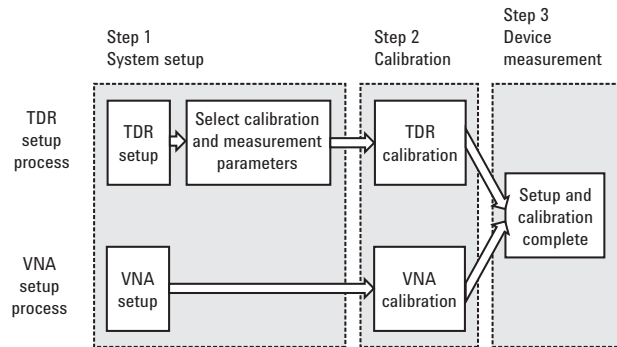 Step 1
System setup
Step 2
Calibration
Step 3
Device
measurement
TDR
setup
process
TDR
setup
Select calibration
and measurement
parameters
TDR
calibration
Setup and
calibration
complete
VNA
setup
process
VNA
setup
VNA
calibration